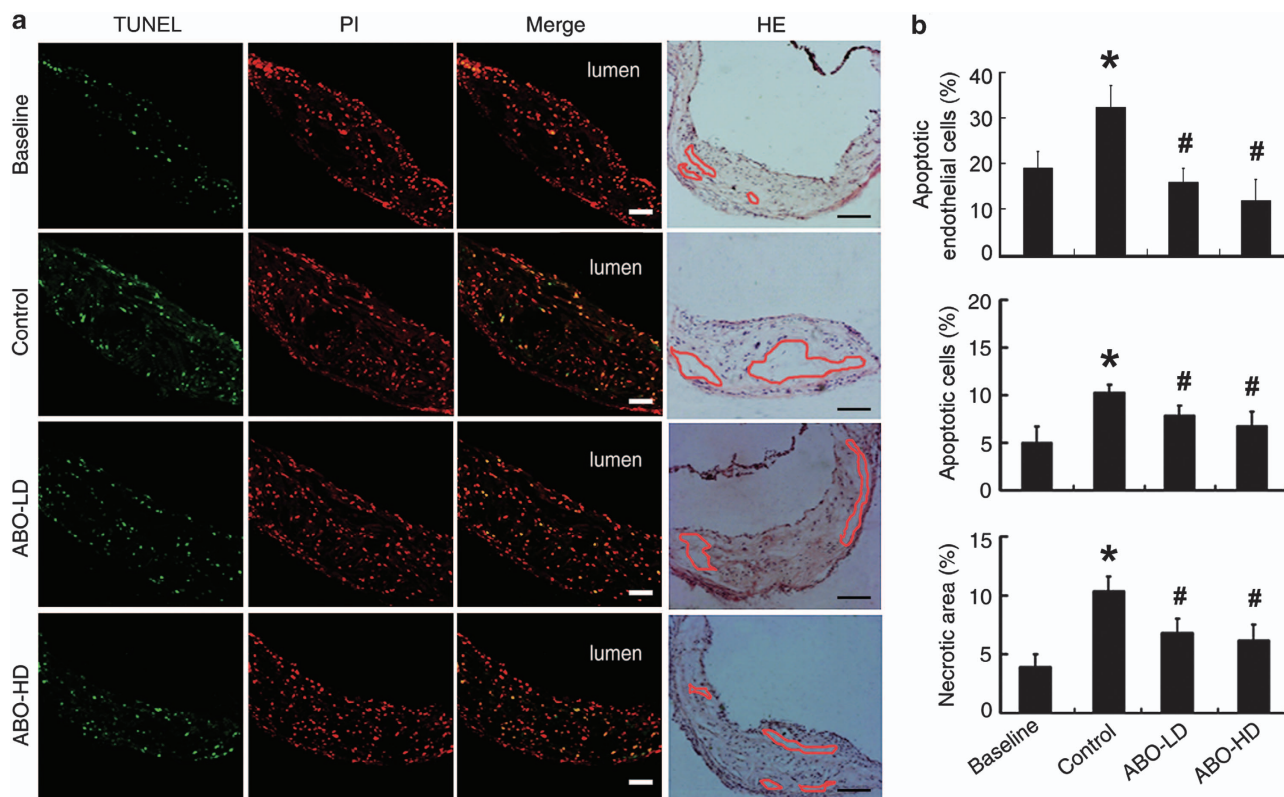 a
TUNEL PI Merge HE
Baseline
lumen
Control
lumen
ABO-LD
lumen
ABO-HD
lumen
b
Apoptotic
endothelial cells (%)
40
30
20
10
0
*
#
#
Apoptotic cells (%)
20
15
10
5
0
*
#
#
Necrotic area (%)
15
10
5
0
*
#
#
Baseline
Control
ABO-LD
ABO-HD